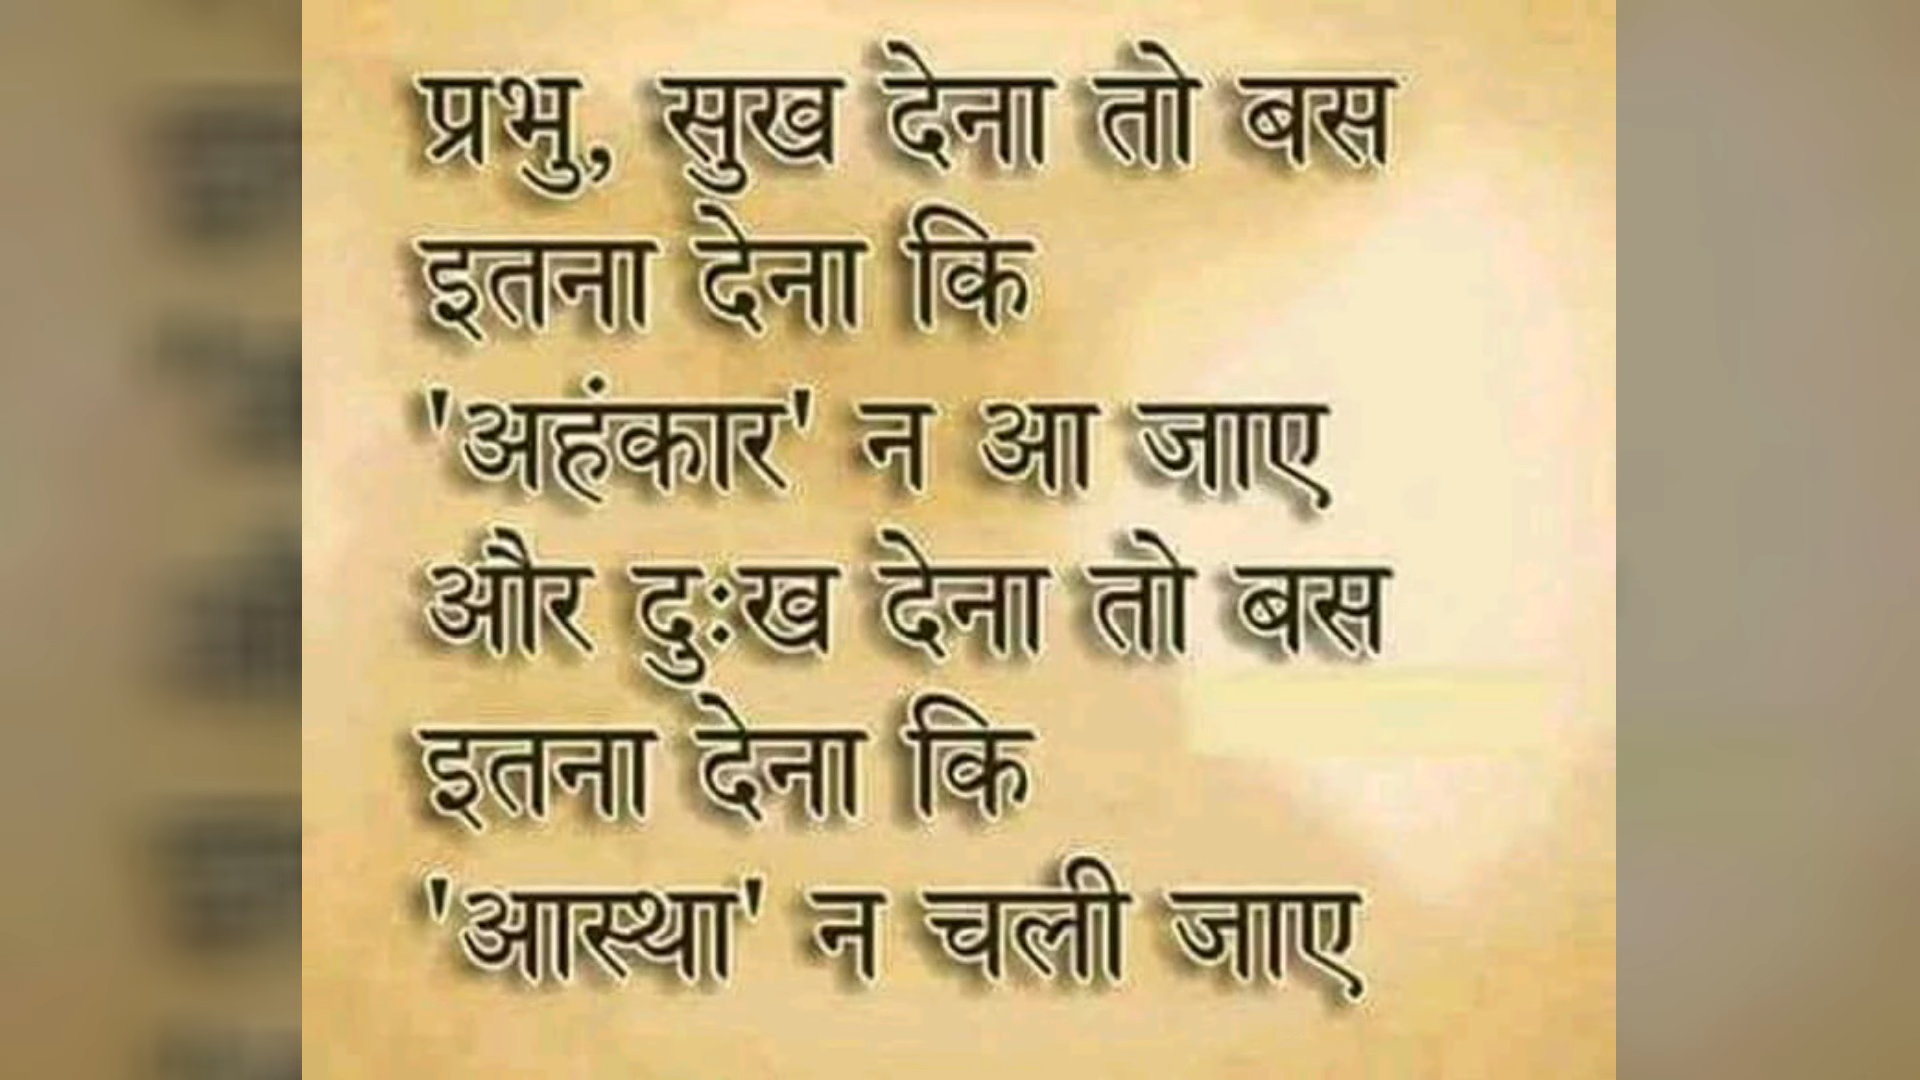 प्रभु, सुख देना तो बस
इतना देना कि
'अहंकार' न आ जाए
और दुःख देना तो बस
इतना देना कि
'आस्था' न चली जाए